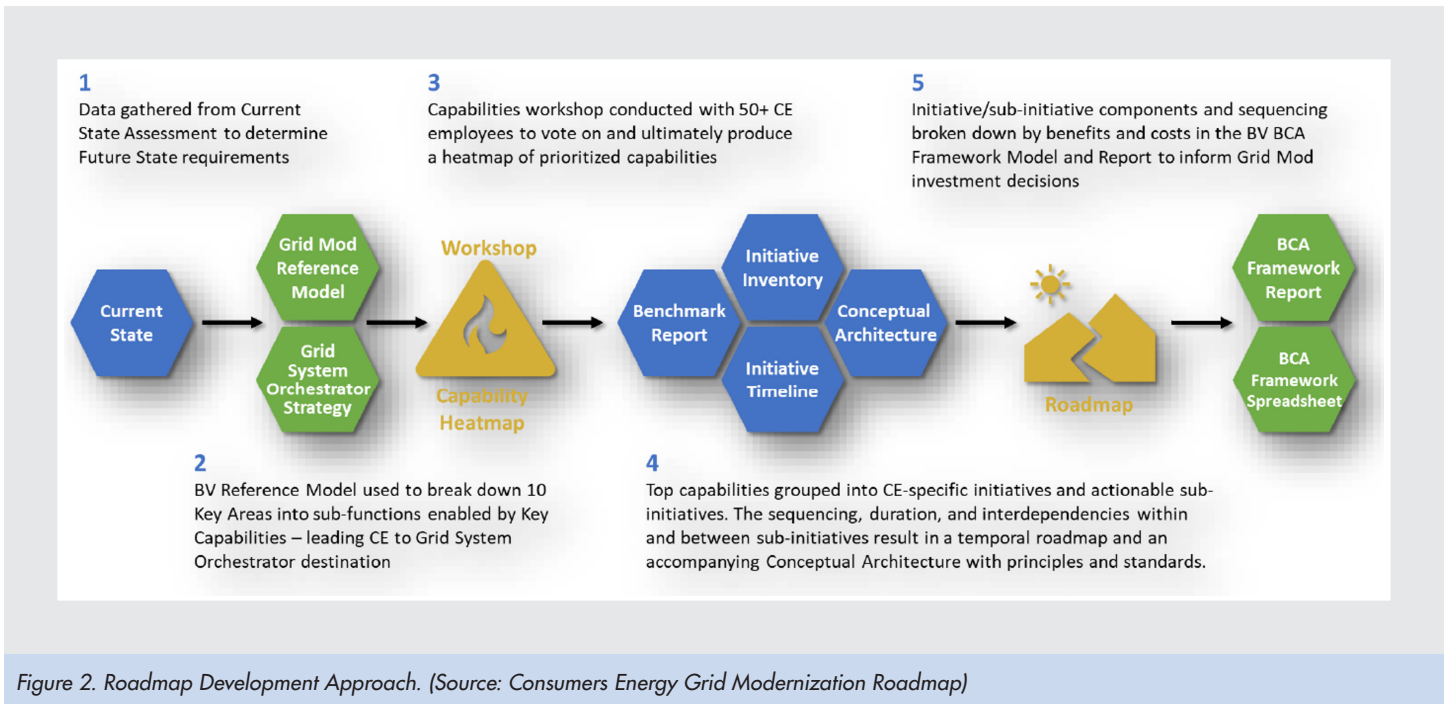 1
Data gathered from Current
State Assessment to determine
Future State requirements
3
Capabilities workshop conducted with 50+ CE
employees to vote on and ultimately produce
a heatmap of prioritized capabilities
5
Initiative/sub-initiative components and sequencing
broken down by benefits and costs in the BV BCA
Framework Model and Report to inform Grid Mod
investment decisions
Current
State
Grid Mod
Reference
Model
Grid
System
Orchestrator
Strategy
Workshop
Capability
Heatmap
Benchmark
Report
Initiative
Inventory
Initiative
Timeline
Conceptual
Architecture
Roadmap
BCA
Framework
Report
BCA
Framework
Spreadsheet
2
BV Reference Model used to break down 10
Key Areas into sub-functions enabled by Key
Capabilities – leading CE to Grid System
Orchestrator destination
4
Top capabilities grouped into CE-specific initiatives and actionable sub-
initiatives. The sequencing, duration, and interdependencies within
and between sub-initiatives result in a temporal roadmap and an
accompanying Conceptual Architecture with principles and standards.
Figure 2. Roadmap Development Approach. (Source: Consumers Energy Grid Modernization Roadmap)